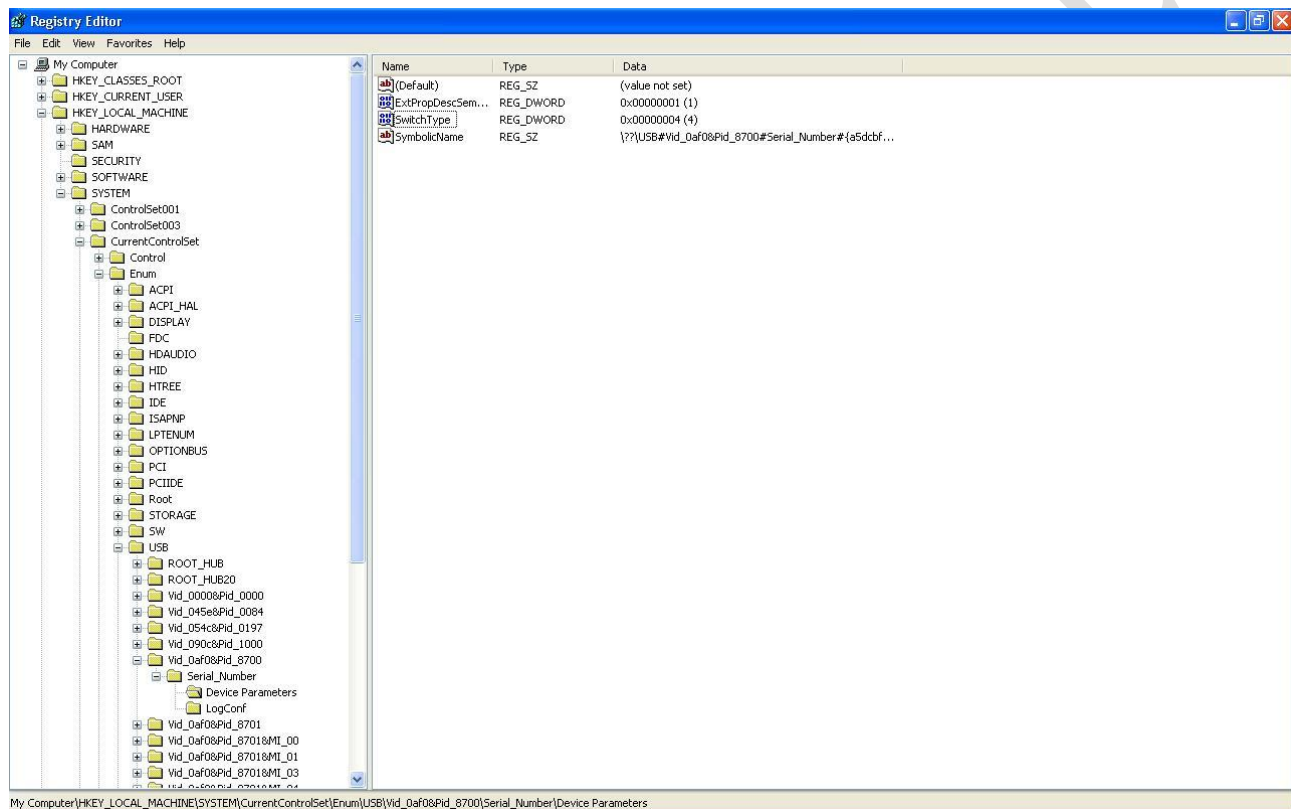 Registry Editor
File Edit View Favorites Help
My Computer
HKEY_CLASSES_ROOT
HKEY_CURRENT_USER
HKEY_LOCAL_MACHINE
HARDWARE
SAM
SECURITY
SOFTWARE
SYSTEM
ControlSet001
ControlSet003
CurrentControlSet
Control
Enum
ACPI
ACPI_HAL
DISPLAY
FDC
HDAUDIO
HID
HTREE
IDE
ISAPNP
LPTENUM
OPTIONBUS
PCI
PCIIDE
Root
STORAGE
SW
USB
ROOT_HUB
ROOT_HUB20
Vid_0000&Pid_0000
Vid_045e&Pid_0084
Vid_054c&Pid_0197
Vid_090c&Pid_1000
Vid_0af0&Pid_8700
Serial_Number
Device Parameters
LogConf
Vid_0af0&Pid_8701
Vid_0af0&Pid_8701&MI_00
Vid_0af0&Pid_8701&MI_01
Vid_0af0&Pid_8701&MI_03
Name Type Data
(Default) REG_SZ (value not set)
ExtPropDescSem... REG_DWORD 0x00000001 (1)
SwitchType REG_DWORD 0x00000004 (4)
SymbolicName REG_SZ \??\USB#Vid_0af0&Pid_8700#Serial_Number#{a5dcbf...
My Computer\HKEY_LOCAL_MACHINE\SYSTEM\CurrentControlSet\Enum\USB\Vid_0af0&Pid_8700\Serial_Number\Device Parameters